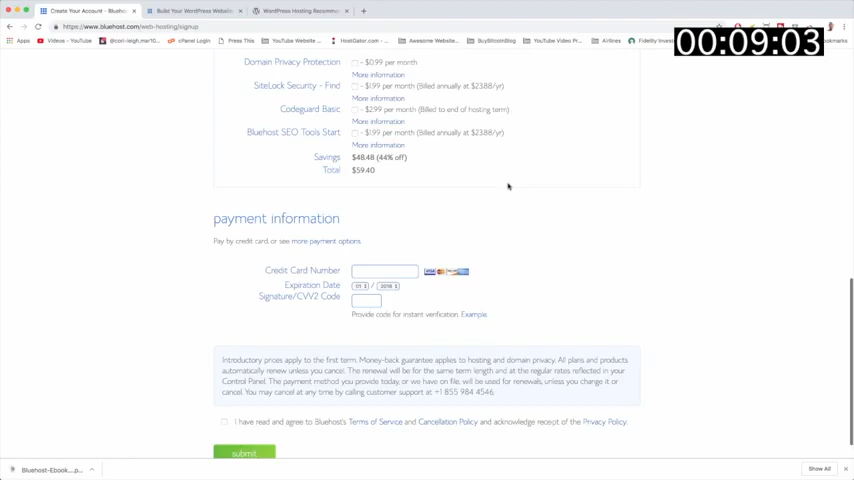 Create Your Account - Blueho
Build Your WordPress Website
WordPress Hosting Recomm
https://www.bluehost.com/web-hosting/signup
00:09:03
Apps
Videos - YouTube
cPanel Login
Press This
YouTube Website
HostGator.com
Awesome Website
BuyBitcoinBlog
YouTube Video Pr
Airlines
Fidelity Inves
Domain Privacy Protection - $0.99 per month
More information
SiteLock Security - Find - $1.99 per month (Billed annually at $23.88/yr)
More information
Codeguard Basic - $2.99 per month (Billed to end of hosting term)
More information
Bluehost SEO Tools Start - $1.99 per month (Billed annually at $23.88/yr)
More information
Savings $48.48 (44% off)
Total $59.40
payment information
Pay by credit card, or see more payment options.
Credit Card Number
Expiration Date 01 / 2018
Signature/CVV2 Code
Provide code for instant verification. Example.
Introductory prices apply to the first term. Money-back guarantee applies to hosting and domain privacy. All plans and products
automatically renew unless you cancel. The renewal will be for the same term length and at the regular rates reflected in your
Control Panel. The payment method you provide today, or we have on file, will be used for renewals, unless you change it or
cancel. You may cancel at any time by calling customer support at +1 855 984 4546.
I have read and agree to Bluehost's Terms of Service and Cancellation Policy and acknowledge receipt of the Privacy Policy.
submit
Bluehost-Ebook....p...
Show All